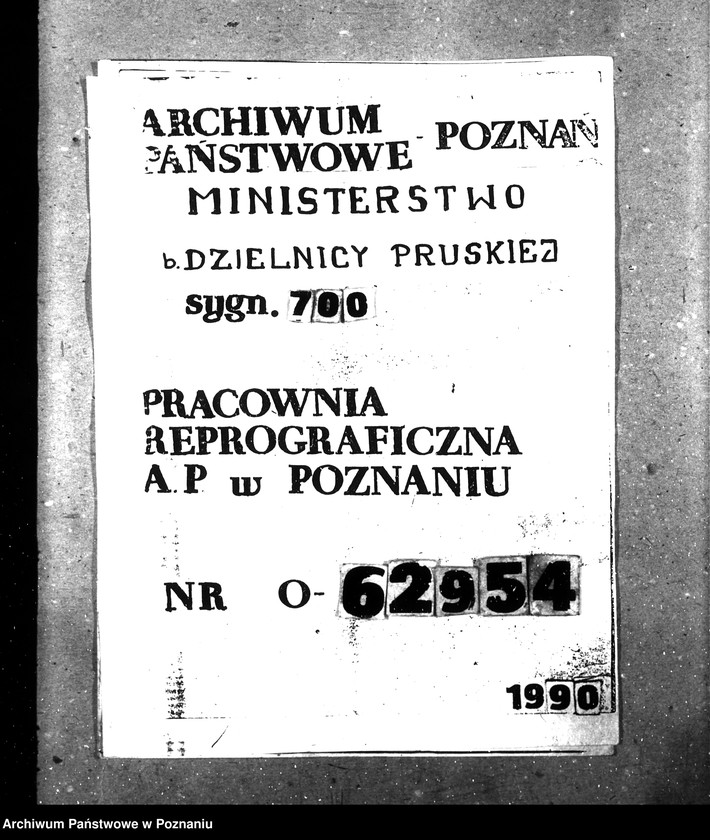 ARCHIWUM
PAŃSTWOWE - POZNAŃ
MINISTERSTWO
b. DZIELNICY PRUSKIEJ
sygn. 700
PRACOWNIA
REPROGRAFICZNA
A.P w POZNANIU
NR O-62954
1990
Archiwum Państwowe w Poznaniu